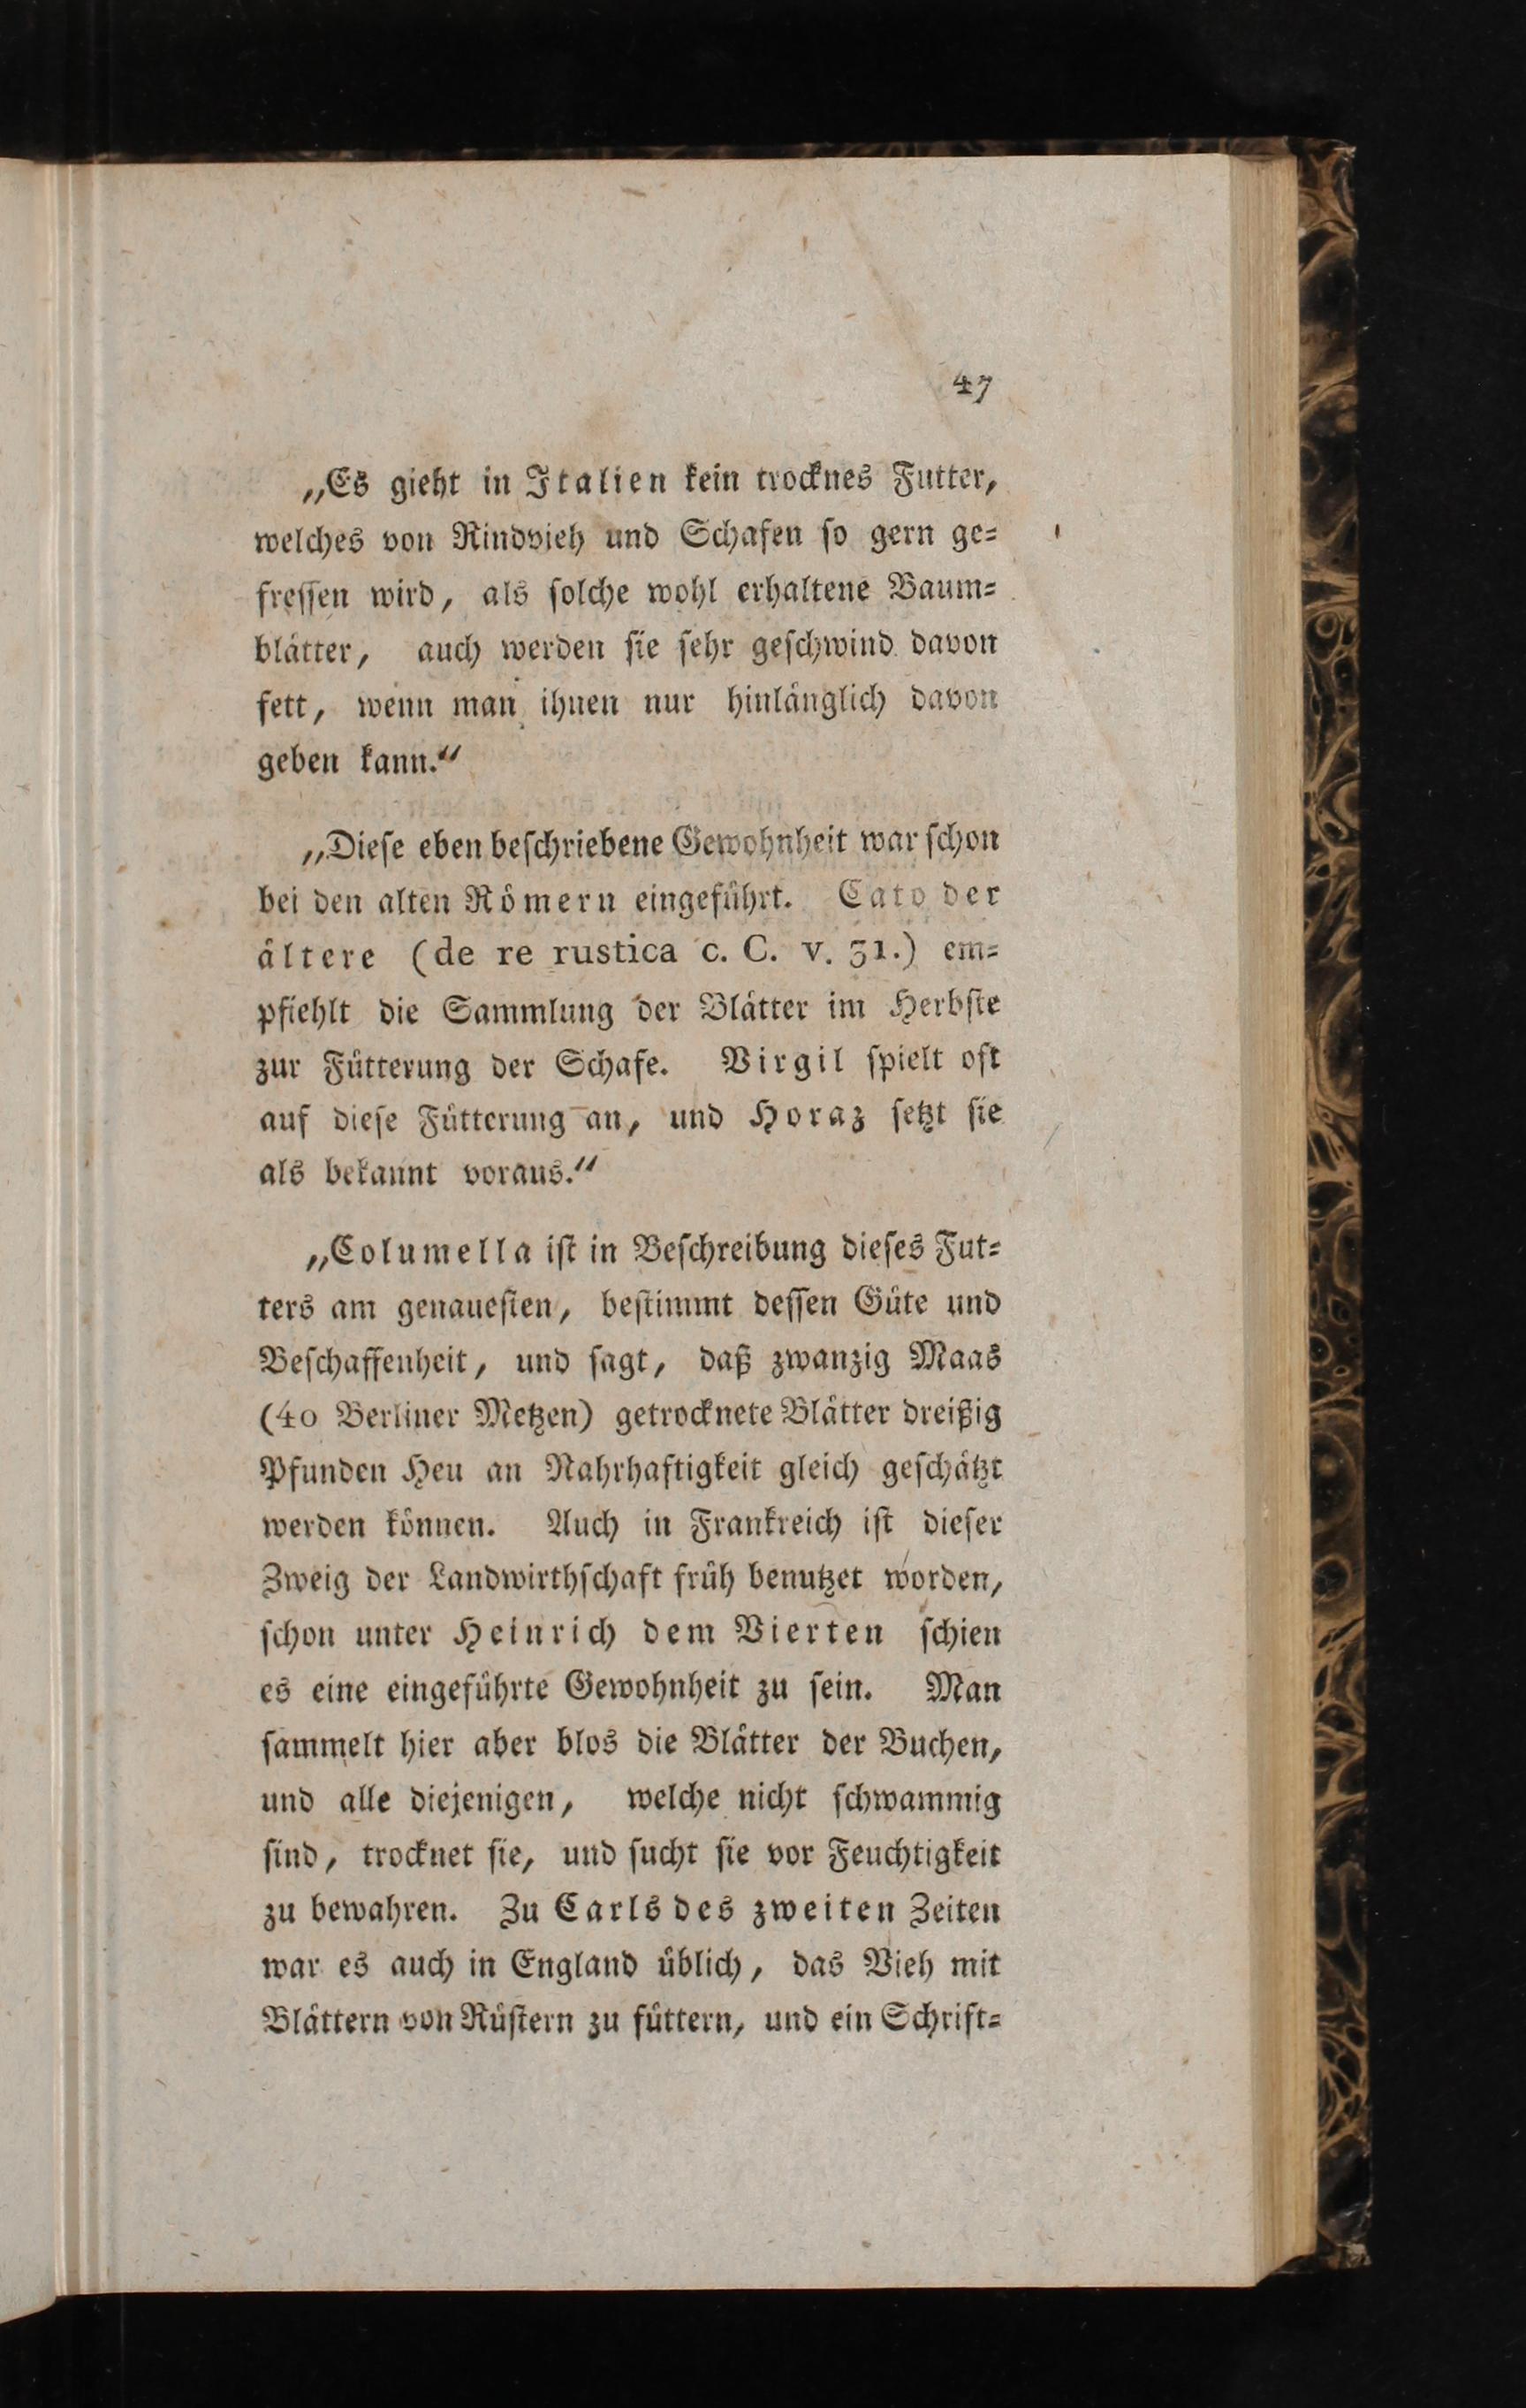 47
„Es gieht in Italien kein trocknes Futter,
welches von Rindvieh und Schafen ſo gern ge⸗
freſſen wird, als ſolche wohl erhaltene Baum⸗
blätter, auch werden ſie ſehr geſchwind davon
fett, wenn man ihnen nur hinlänglich davon
geben kann.“
„Dieſe eben beſchriebene Gewohnheit war ſchon
bei den alten Römern eingeführt. Cato der
ältere (de re rustica c. C. v. 31.) em⸗
pfiehlt die Sammlung der Blätter im Herbſte
zur Fütterung der Schafe. Virgil ſpielt oft
auf dieſe Fütterung an, und Horaz ſetzt ſie
als bekannt voraus.“
„Columella iſt in Beſchreibung dieſes Fut⸗
ters am genaueſten, beſtimmt deſſen Güte und
Beſchaffenheit, und ſagt, daß zwanzig Maas
(40 Berliner Metzen) getrocknete Blätter dreißig
Pfunden Heu an Nahrhaftigkeit gleich geſchätzt
werden können. Auch in Frankreich iſt dieſer
Zweig der Landwirthſchaft früh benutzet worden,
ſchon unter Heinrich dem Vierten ſchien
es eine eingeführte Gewohnheit zu ſein. Man
ſammelt hier aber blos die Blätter der Buchen,
und alle diejenigen, welche nicht ſchwammig
ſind, trocknet ſie, und ſucht ſie vor Feuchtigkeit
zu bewahren. Zu Carls des zweiten Zeiten
war es auch in England üblich, das Vieh mit
Blättern von Rüſtern zu füttern, und ein Schrift⸗